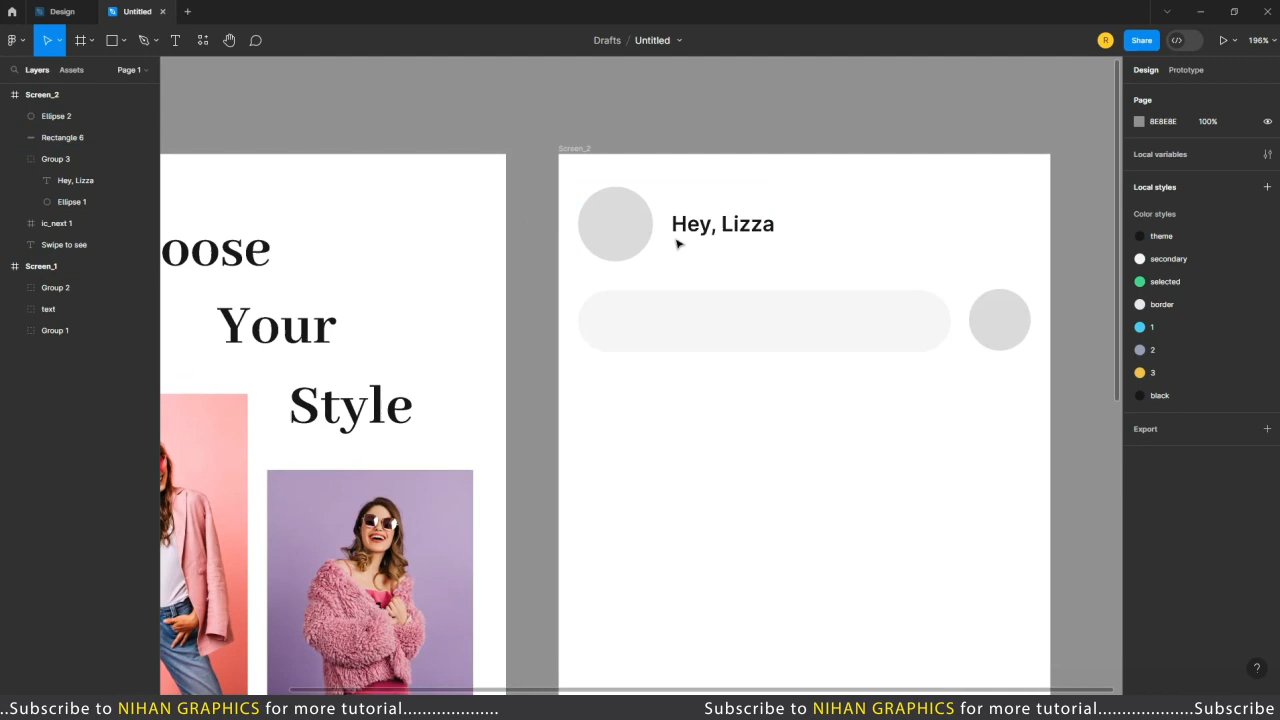 Design
Untitled
Drafts / Untitled
R
Share
196%
Layers
Assets
Page 1
Screen_2
Ellipse 2
Rectangle 6
Group 3
Hey, Lizza
Ellipse 1
ic_next 1
Swipe to see
Screen_1
Group 2
text
Group 1
oose
Your
Style
Screen_2
Hey, Lizza
Design
Prototype
Page
8E8E8E
100%
Local variables
Local styles
Color styles
theme
secondary
selected
border
1
2
3
black
Export
?
..Subscribe to NIHAN GRAPHICS for more tutorial.................. Subscribe to NIHAN GRAPHICS for more tutorial..................Subscribe